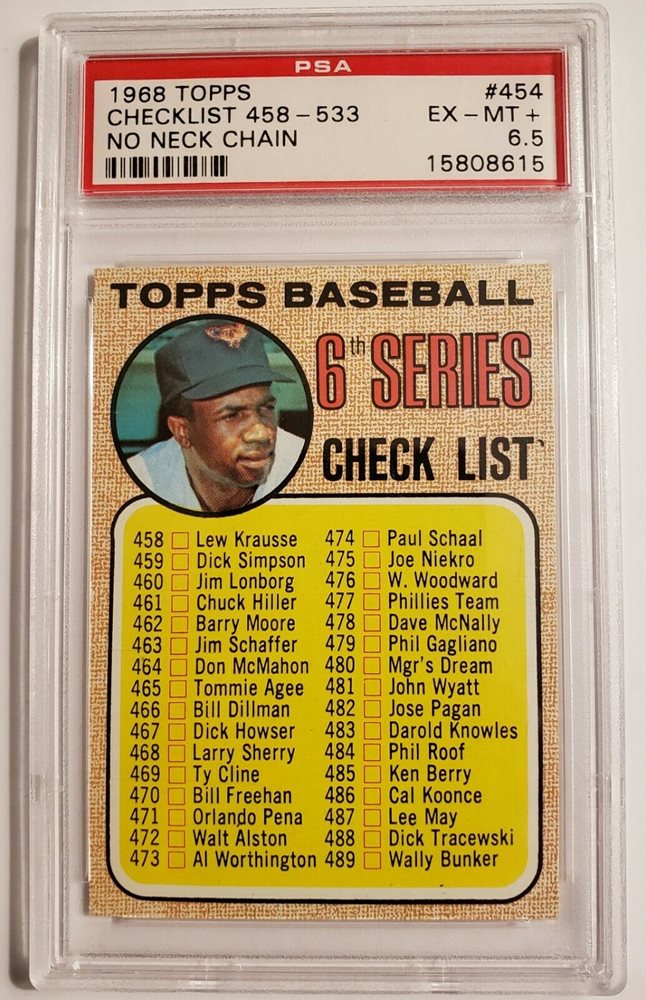 PSA
1968 TOPPS #454
CHECKLIST 458-533 EX-MT+
NO NECK CHAIN 6.5
15808615
TOPPS BASEBALL
6th SERIES
CHECK LIST
458 Lew Krausse
459 Dick Simpson
460 Jim Lonborg
461 Chuck Hiller
462 Barry Moore
463 Jim Schaffer
464 Don McMahon
465 Tommie Agee
466 Bill Dillman
467 Dick Howser
468 Larry Sherry
469 Ty Cline
470 Bill Freehan
471 Orlando Pena
472 Walt Alston
473 Al Worthington
474 Paul Schaal
475 Joe Niekro
476 W. Woodward
477 Phillies Team
478 Dave McNally
479 Phil Gagliano
480 Mgr's Dream
481 John Wyatt
482 Jose Pagan
483 Darold Knowles
484 Phil Roof
485 Ken Berry
486 Cal Koonce
487 Lee May
488 Dick Tracewski
489 Wally Bunker